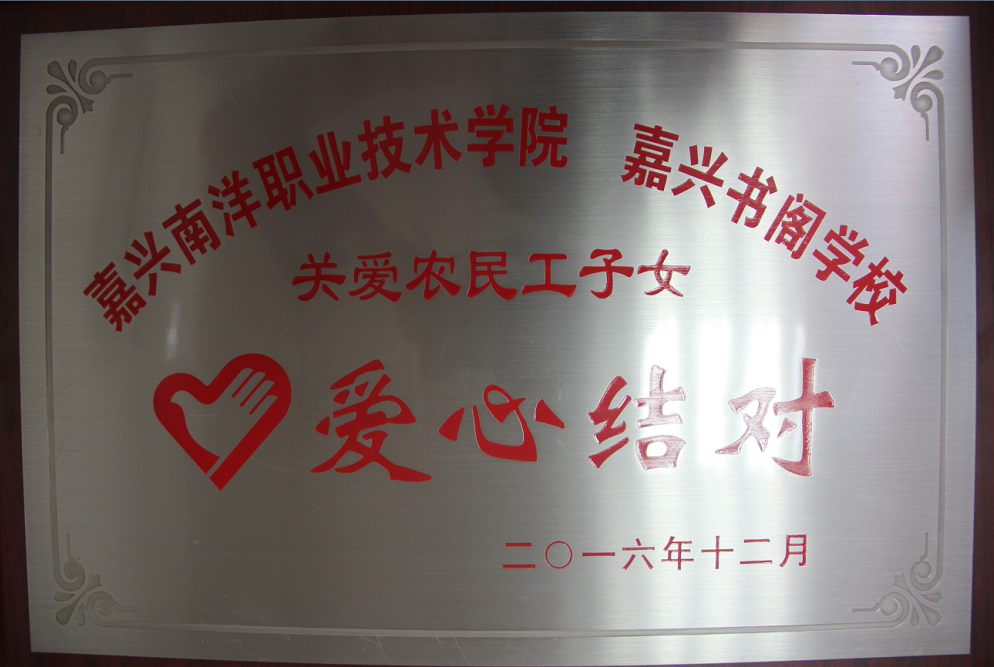 嘉兴南洋职业技术学院 嘉兴书阁学校
关爱农民工子女
爱心结对
二〇一六年十二月